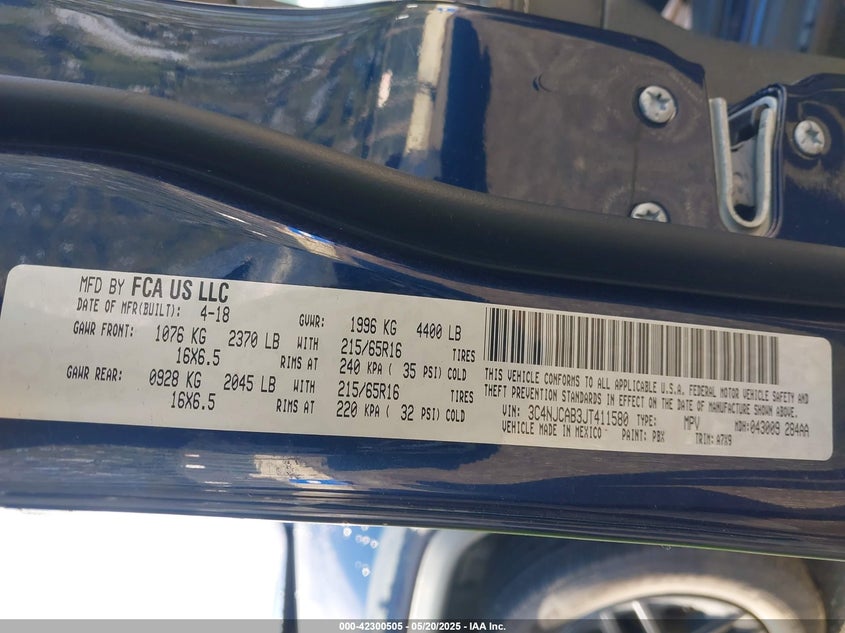 MFD BY FCA US LLC
DATE OF MFR(BUILT): 4-18 GVWR: 1996 KG 4400 LB
GAWR FRONT: 1076 KG 2370 LB WITH 215/65R16 TIRES
16X6.5 RIMS AT 240 KPA ( 35 PSI) COLD
GAWR REAR: 0928 KG 2045 LB WITH 215/65R16 TIRES
16X6.5 RIMS AT 220 KPA ( 32 PSI) COLD
THIS VEHICLE CONFORMS TO ALL APPLICABLE U.S.A. FEDERAL MOTOR VEHICLE SAFETY AND
THEFT PREVENTION STANDARDS IN EFFECT ON THE DATE OF MANUFACTURE SHOWN ABOVE.
VIN: 3C4NJCAB3JT411580 TYPE: MPV MDH:043009 284AA
VEHICLE MADE IN MEXICO PAINT: PBX TRIM: A7X9
000-42300505 - 05/20/2025 - IAA Inc.